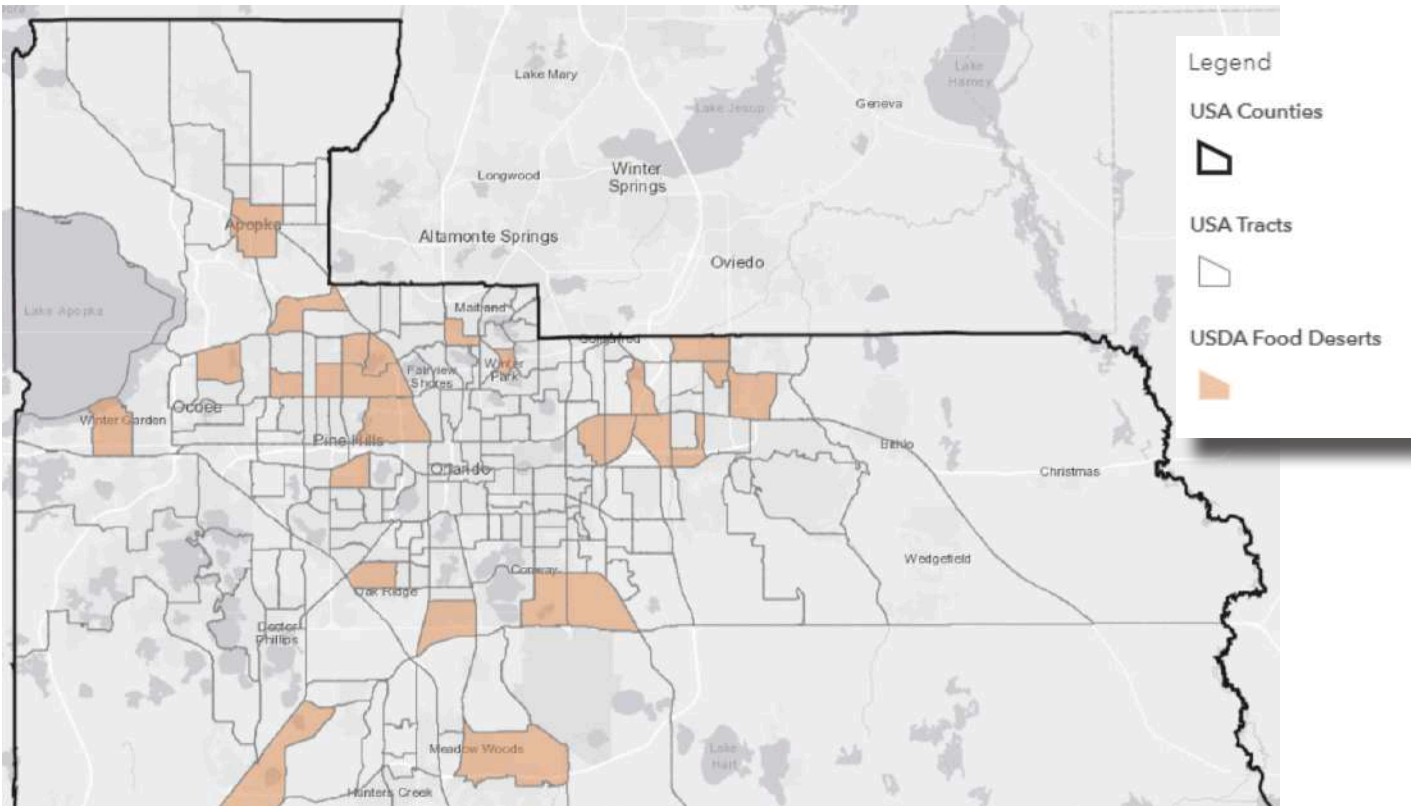 Lake Mary
Lake
Harney
Lake Jesup
Geneva
Longwood
Winter
Springs
Apopka
Altamonte Springs
Oviedo
Lake Apopka
Maitland
Goldenrod
Fairview
Shores
Winter
Park
Ocoee
Winter Garden
Pine Hills
Orlando
Bithlo
Christmas
Conway
Wedgefield
Oak Ridge
Doctor
Phillips
Meadow Woods
Lake
Hart
Hunters Creek
Legend
USA Counties
USA Tracts
USDA Food Deserts